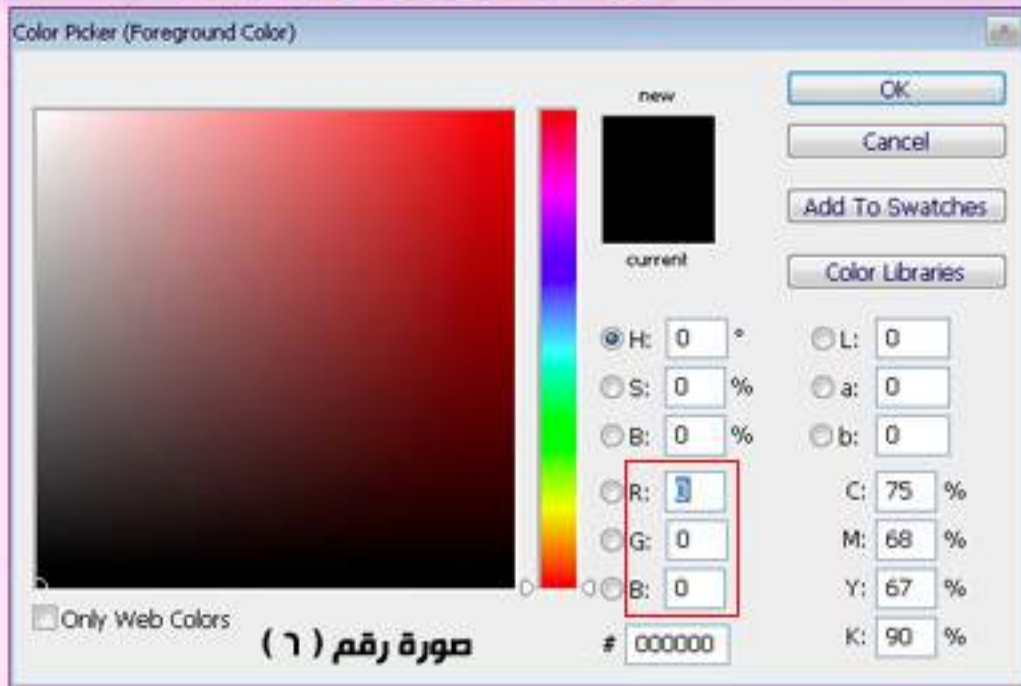 Color Picker (Foreground Color)
new
current
OK
Cancel
Add To Swatches
Color Libraries
H: 0 °
S: 0 %
B: 0 %
R: 0
G: 0
B: 0
# 000000
L: 0
a: 0
b: 0
C: 75 %
M: 68 %
Y: 67 %
K: 90 %
Only Web Colors
صورة رقم ( ٦ )